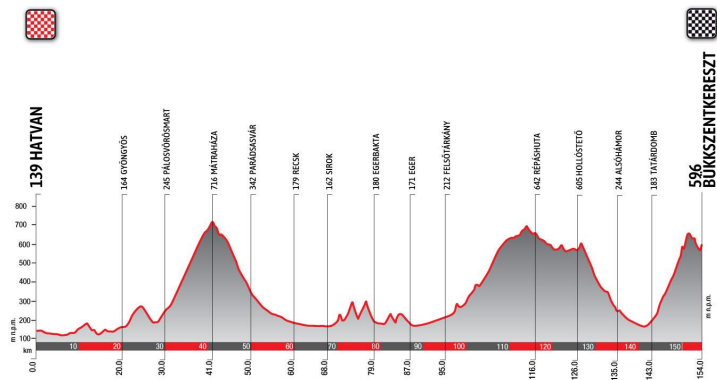 139 HATVAN
164 GYÖNGYÖS
245 PÁLOSVÖRÖSMART
716 MÁTRAHÁZA
342 PARÁDSASVÁR
179 RECSK
162 SIROK
180 EGERBAKTA
171 EGER
212 FELSŐTÁRKÁNY
642 RÉPÁSHUTA
605 HOLLÓSTETŐ
244 ALSÓHÁMOR
183 TATÁRDOMB
596
BÜKKSZENTKERESZT
800
700
600
500
400
300
200
100
m n.p.m.
m n.p.m.
km
10 20 30 40 50 60 70 80 90 100 110 120 130 140 150
0.0 20.0 31.0 41.0 52.0 60.0 68.0 79.0 87.0 95.0 116.0 126.0 135.0 143.0 154.0